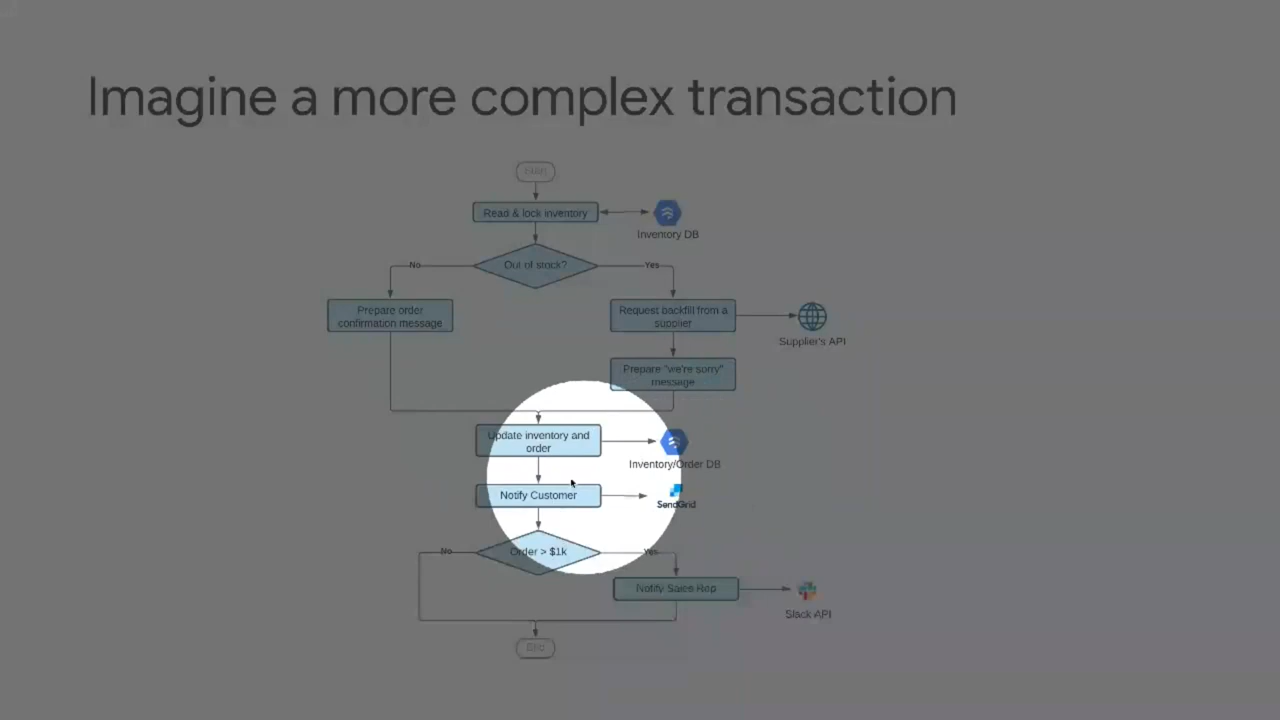 Imagine a more complex transaction
Start
Read & lock inventory
Inventory DB
No
Out of stock?
Yes
Prepare order
confirmation message
Request backfill from a
supplier
Supplier's API
Prepare "we're sorry"
message
Update inventory and
order
Inventory/Order DB
Notify Customer
SendGrid
No
Order > $1k
Yes
Notify Sales Rep
Slack API
End